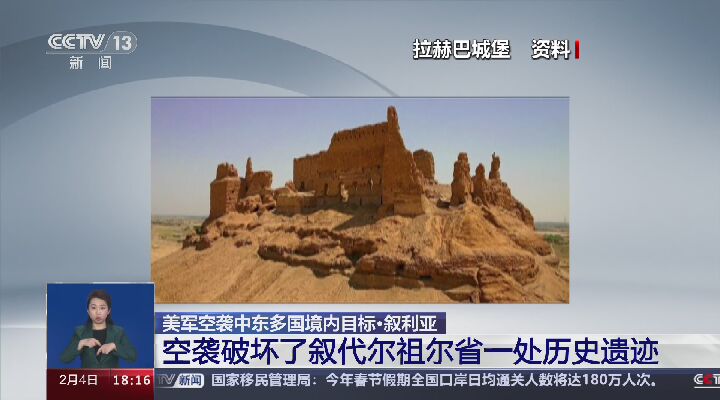 CCTV 13
新闻
拉赫巴城堡 资料
美军空袭中东多国境内目标·叙利亚
空袭破坏了叙代尔祖尔省一处历史遗迹
2月4日 18:16 TV 新闻 国家移民管理局：今年春节假期全国口岸日均通关人数将达180万人次。 CCT